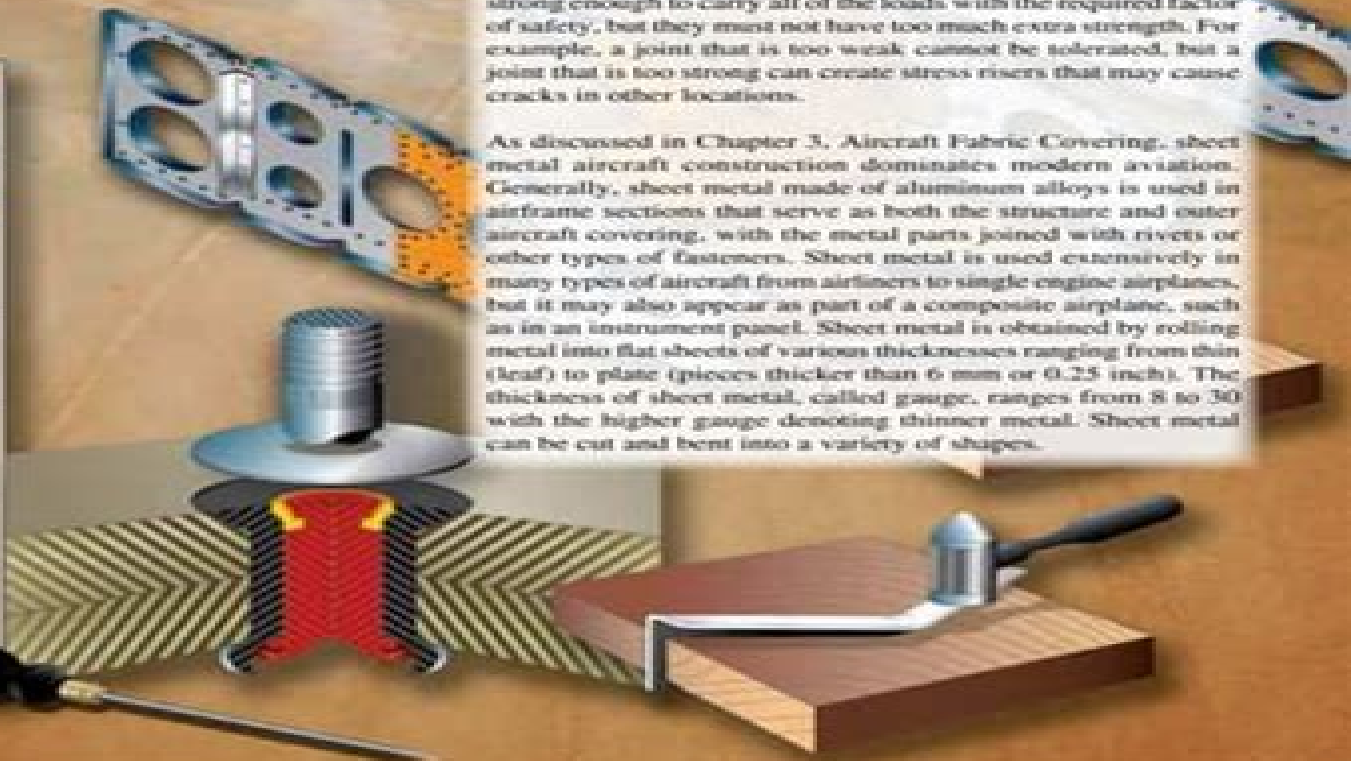 strong enough to carry all of the loads with the required factor
of safety, but they must not have too much extra strength. For
example, a joint that is too weak cannot be tolerated, but a
joint that is too strong can create stress risers that may cause
cracks in other locations.
As discussed in Chapter 3, Aircraft Fabric Covering, sheet
metal aircraft construction dominates modern aviation.
Generally, sheet metal made of aluminum alloys is used in
airframe sections that serve as both the structure and outer
aircraft covering, with the metal parts joined with rivets or
other types of fasteners. Sheet metal is used extensively in
many types of aircraft from airliners to single engine airplanes,
but it may also appear as part of a composite airplane, such
as in an instrument panel. Sheet metal is obtained by rolling
metal into flat sheets of various thicknesses ranging from thin
(leaf) to plate (pieces thicker than 6 mm or 0.25 inch). The
thickness of sheet metal, called gauge, ranges from 8 to 30
with the higher gauge denoting thinner metal. Sheet metal
can be cut and bent into a variety of shapes.